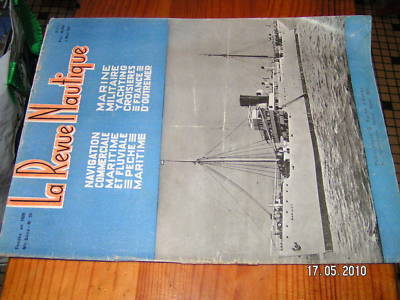 La Revue Nautique
NAVIGATION
COMMERCIALE
MARITIME
ET FLUVIALE
PÊCHE
MARITIME
MARINE
MILITAIRE
YACHTING
CROISIÈRES
FRANCE
D'OUTREMER
17.05.2010